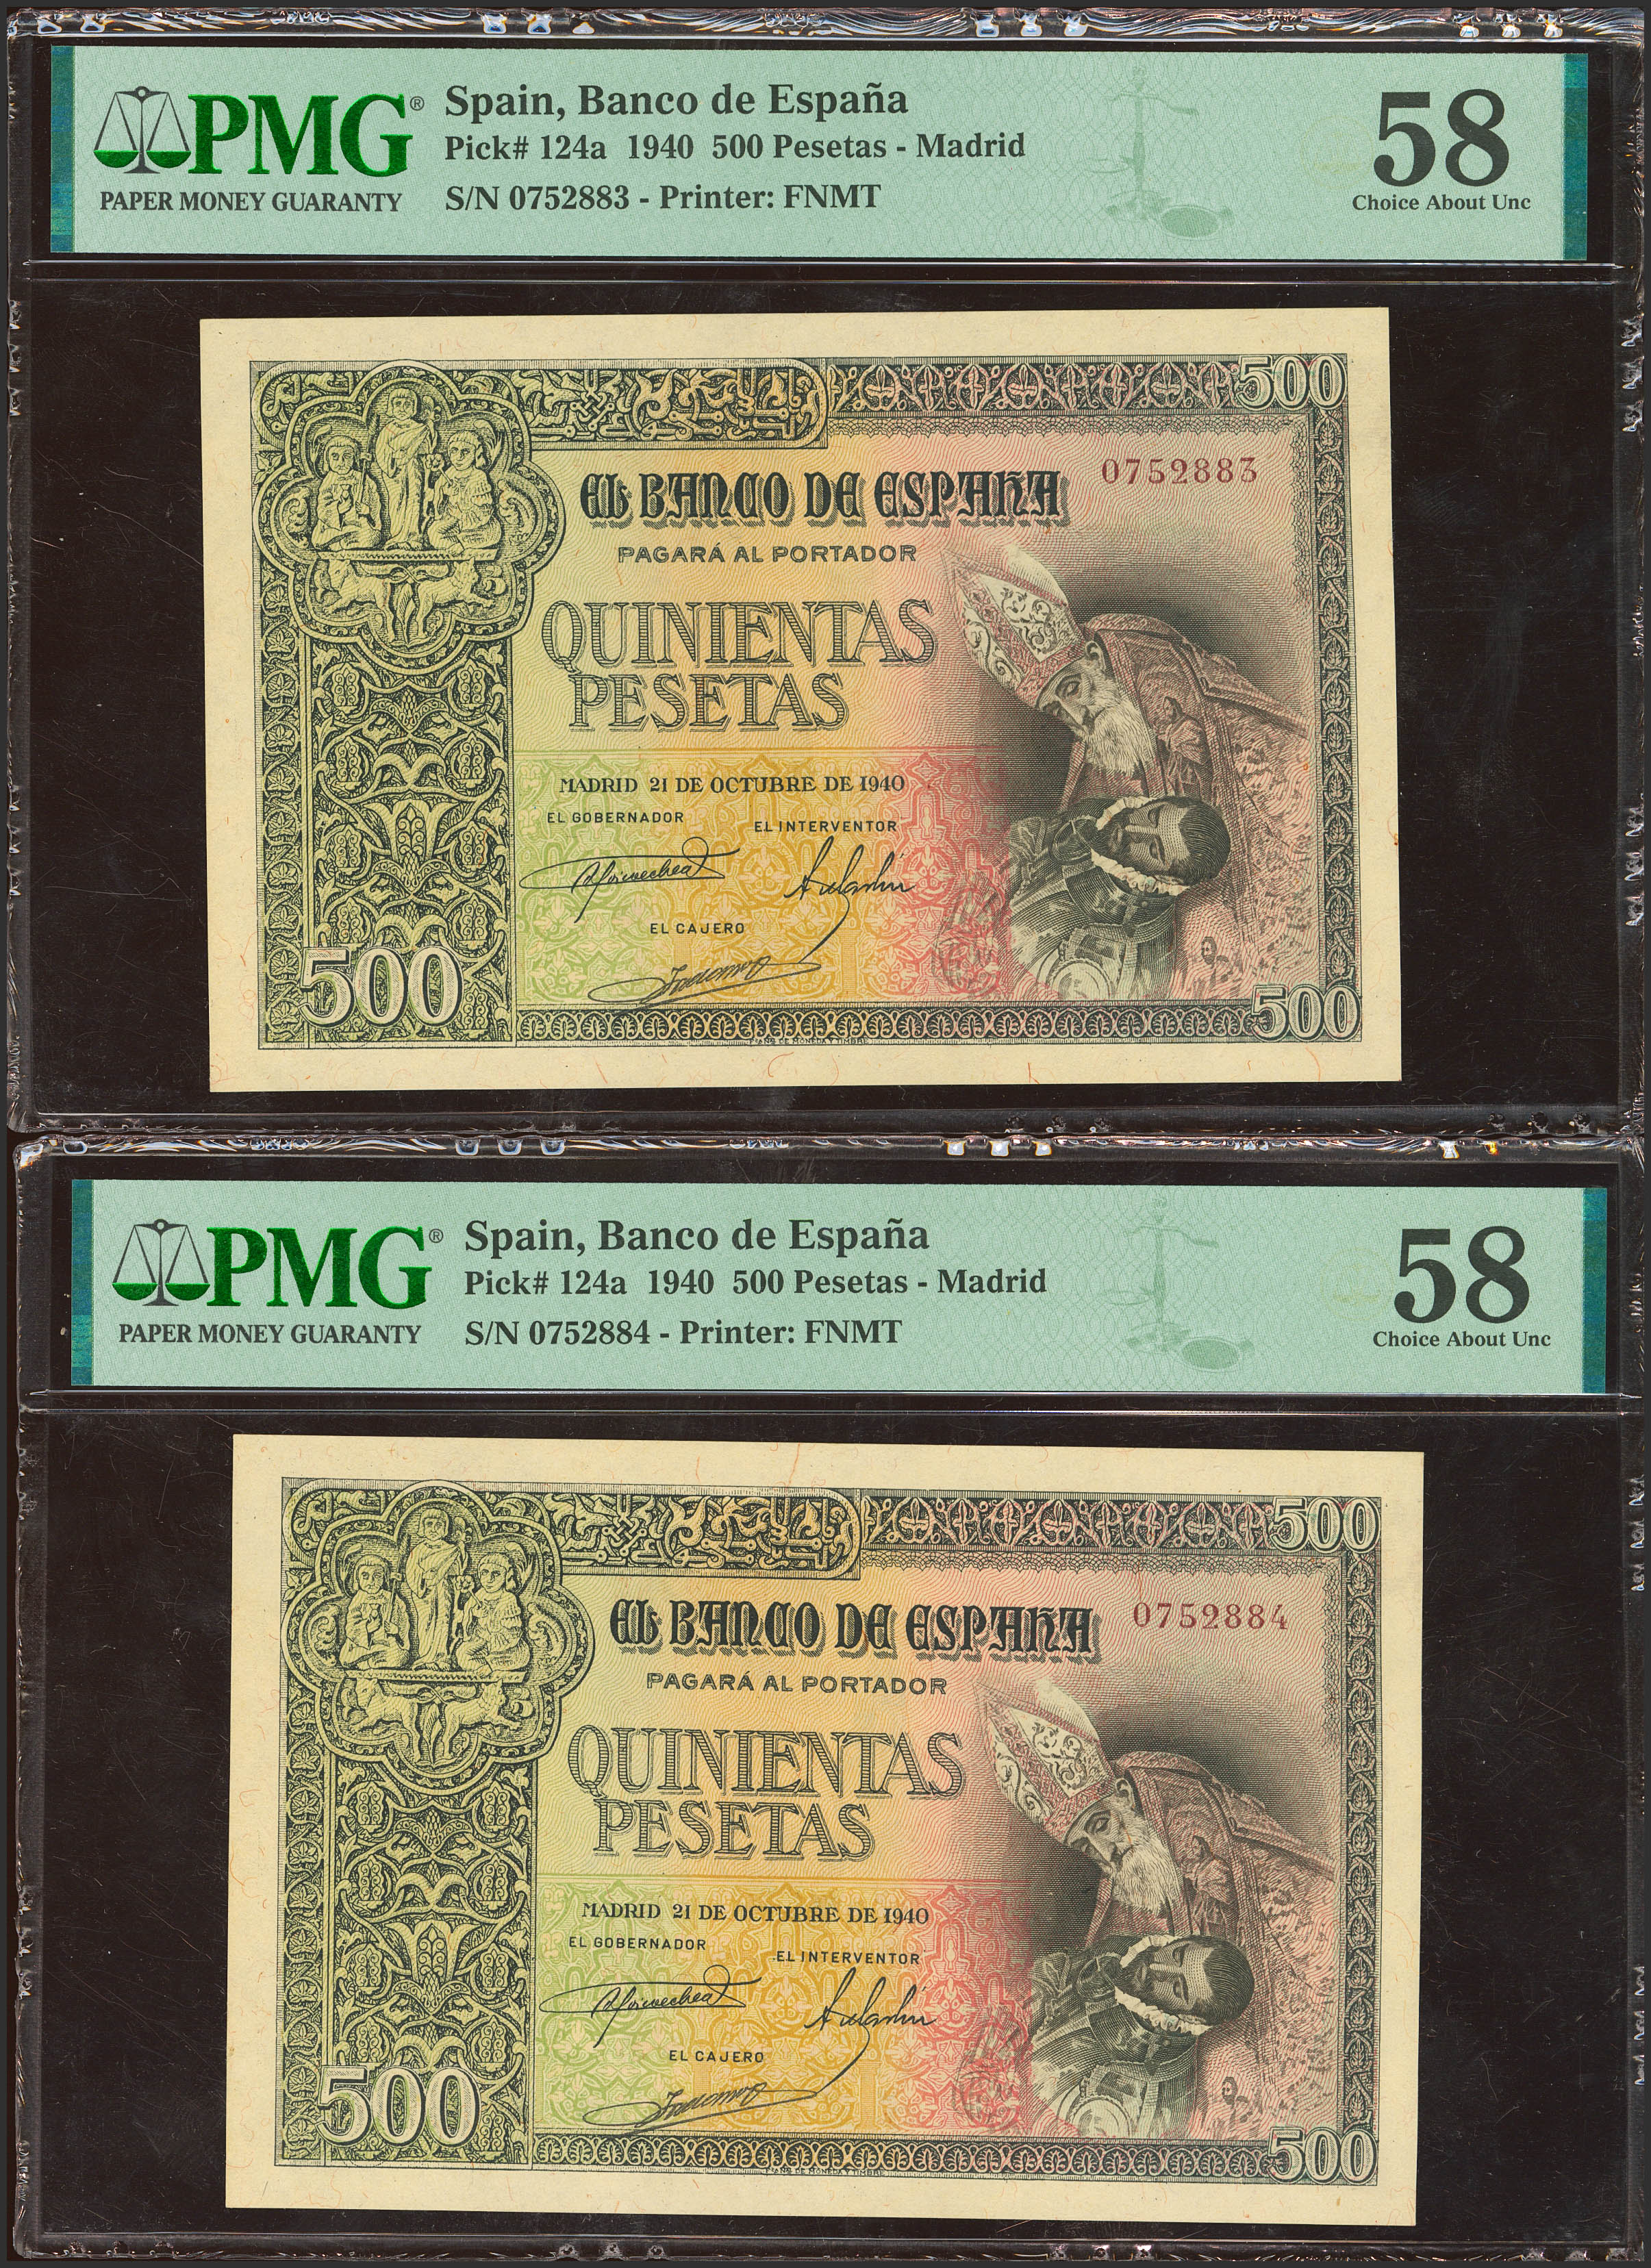 PMG®
PAPER MONEY GUARANTY
Spain, Banco de España
Pick# 124a 1940 500 Pesetas - Madrid
S/N 0752883 - Printer: FNMT
58
Choice About Unc
500
EL BANCO DE ESPAÑA
0752883
PAGARÁ AL PORTADOR
QUINIENTAS
PESETAS
MADRID 21 DE OCTUBRE DE 1940
EL GOBERNADOR
EL INTERVENTOR
EL CAJERO
500
500
PMG®
PAPER MONEY GUARANTY
Spain, Banco de España
Pick# 124a 1940 500 Pesetas - Madrid
S/N 0752884 - Printer: FNMT
58
Choice About Unc
500
EL BANCO DE ESPAÑA
0752884
PAGARÁ AL PORTADOR
QUINIENTAS
PESETAS
MADRID 21 DE OCTUBRE DE 1940
EL GOBERNADOR
EL INTERVENTOR
EL CAJERO
500
500